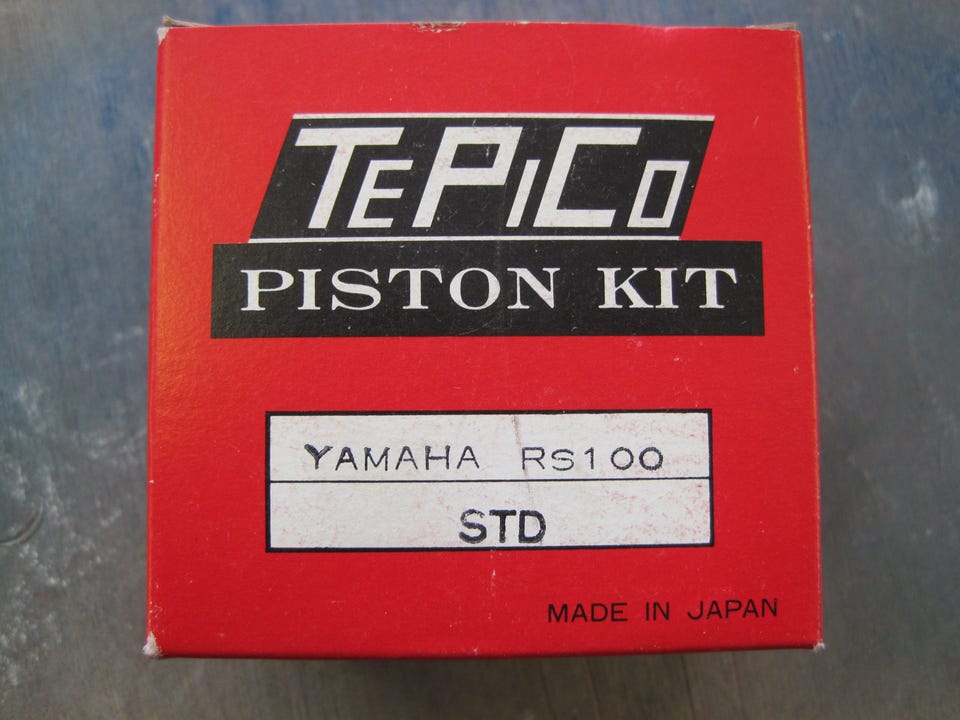 TEPICO
PISTON KIT
YAMAHA RS100
STD
MADE IN JAPAN